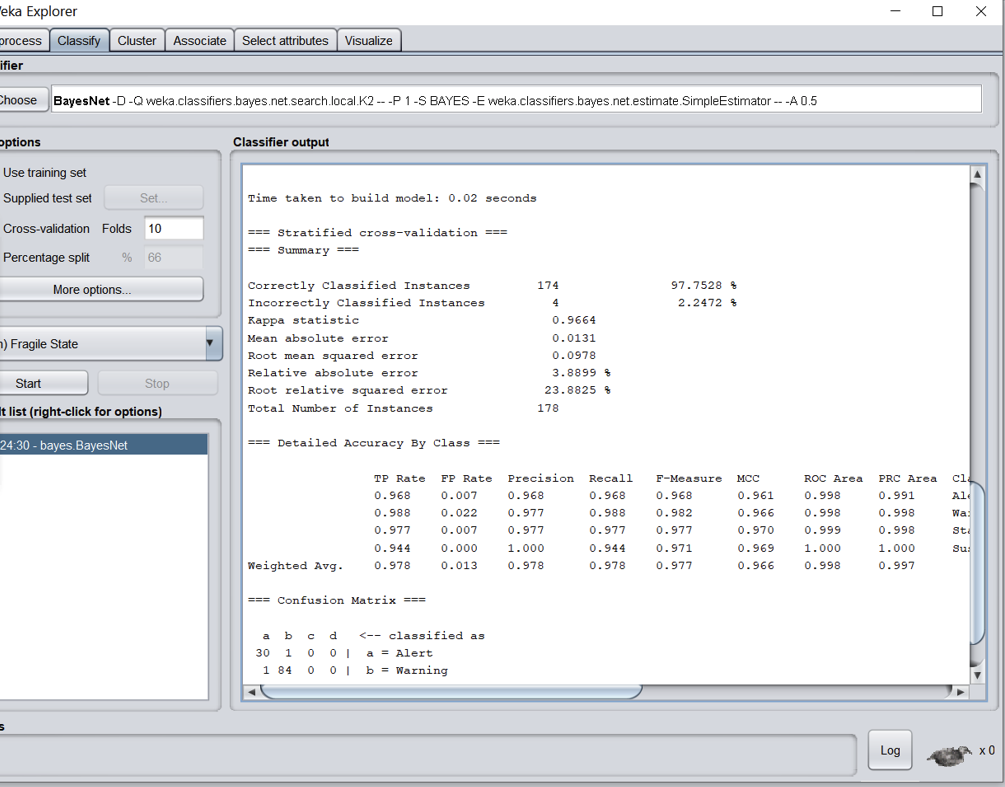 eka Explorer
process Classify Cluster Associate Select attributes Visualize
ifier
Choose BayesNet -D -Q weka.classifiers.bayes.net.search.local.K2 -- -P 1 -S BAYES -E weka.classifiers.bayes.net.estimate.SimpleEstimator -- -A 0.5
options
Use training set
Supplied test set Set...
Cross-validation Folds 10
Percentage split % 66
More options...
) Fragile State
Start Stop
lt list (right-click for options)
24:30 - bayes.BayesNet
Classifier output
Time taken to build model: 0.02 seconds
=== Stratified cross-validation ===
=== Summary ===
Correctly Classified Instances 174 97.7528 %
Incorrectly Classified Instances 4 2.2472 %
Kappa statistic 0.9664
Mean absolute error 0.0131
Root mean squared error 0.0978
Relative absolute error 3.8899 %
Root relative squared error 23.8825 %
Total Number of Instances 178
=== Detailed Accuracy By Class ===
TP Rate FP Rate Precision Recall F-Measure MCC ROC Area PRC Area Cla
0.968 0.007 0.968 0.968 0.968 0.961 0.998 0.991 Ale
0.988 0.022 0.977 0.988 0.982 0.966 0.998 0.998 War
0.977 0.007 0.977 0.977 0.977 0.970 0.999 0.998 Sta
0.944 0.000 1.000 0.944 0.971 0.969 1.000 1.000 Sus
Weighted Avg. 0.978 0.013 0.978 0.978 0.977 0.966 0.998 0.997
=== Confusion Matrix ===
a b c d <-- classified as
30 1 0 0 | a = Alert
1 84 0 0 | b = Warning
s
Log x 0